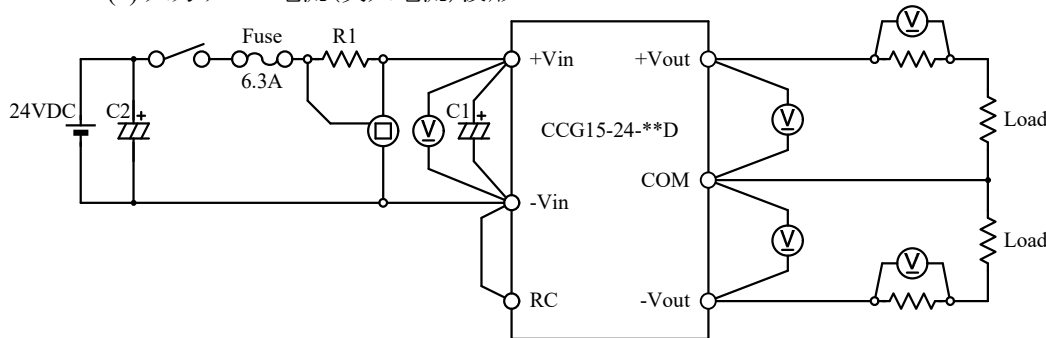 Fuse
R1
6.3A
24VDC
C2
+
C1
+
V
+Vin
-Vin
RC
CCG15-24-**D
+Vout
COM
-Vout
V
V
V
V
Load
Load